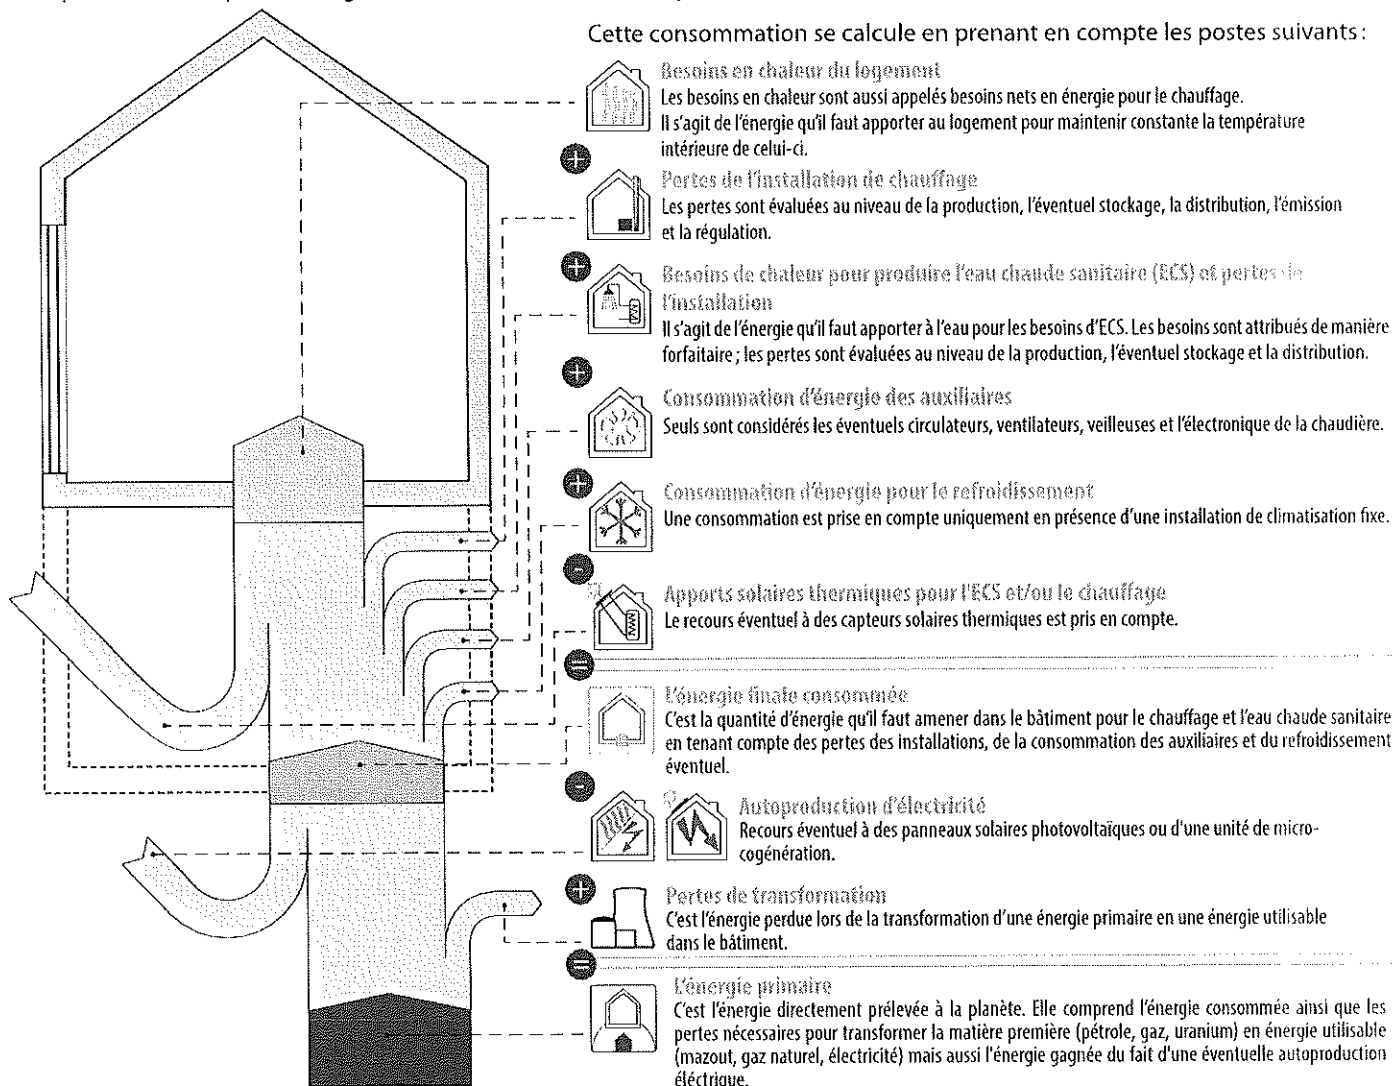 Cette consommation se calcule en prenant en compte les postes suivants :
Besoins en chaleur du logement
Les besoins en chaleur sont aussi appelés besoins nets en énergie pour le chauffage.
Il s'agit de l'énergie qu'il faut apporter au logement pour maintenir constante la température
intérieure de celui-ci.
+
Pertes de l'installation de chauffage
Les pertes sont évaluées au niveau de la production, l'éventuel stockage, la distribution, l'émission
et la régulation.
+
Besoins de chaleur pour produire l'eau chaude sanitaire (ECS) et pertes de
l'installation
Il s'agit de l'énergie qu'il faut apporter à l'eau pour les besoins d'ECS. Les besoins sont attribués de manière
forfaitaire ; les pertes sont évaluées au niveau de la production, l'éventuel stockage et la distribution.
+
Consommation d'énergie des auxiliaires
Seuls sont considérés les éventuels circulateurs, ventilateurs, veilleuses et l'électronique de la chaudière.
+
Consommation d'énergie pour le refroidissement
Une consommation est prise en compte uniquement en présence d'une installation de climatisation fixe.
-
Apports solaires thermiques pour l'ECS et/ou le chauffage
Le recours éventuel à des capteurs solaires thermiques est pris en compte.
=
L'énergie finale consommée
C'est la quantité d'énergie qu'il faut amener dans le bâtiment pour le chauffage et l'eau chaude sanitaire
en tenant compte des pertes des installations, de la consommation des auxiliaires et du refroidissement
éventuel.
-
Autoproduction d'électricité
Recours éventuel à des panneaux solaires photovoltaïques ou d'une unité de micro-
cogénération.
+
Pertes de transformation
C'est l'énergie perdue lors de la transformation d'une énergie primaire en une énergie utilisable
dans le bâtiment.
=
L'énergie primaire
C'est l'énergie directement prélevée à la planète. Elle comprend l'énergie consommée ainsi que les
pertes nécessaires pour transformer la matière première (pétrole, gaz, uranium) en énergie utilisable
(mazout, gaz naturel, électricité) mais aussi l'énergie gagnée du fait d'une éventuelle autoproduction
éléctrique.